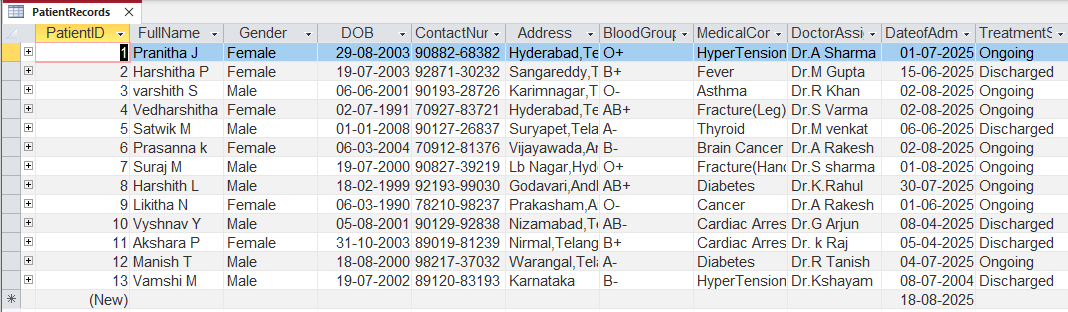 PatientRecords
PatientID FullName Gender DOB ContactNur Address BloodGroup MedicalCor DoctorAssig DateofAdm TreatmentS
1 Pranitha J Female 29-08-2003 90882-68382 Hyderabad,Te O+ HyperTension Dr.A Sharma 01-07-2025 Ongoing
2 Harshitha P Female 19-07-2003 92871-30232 Sangareddy,T B+ Fever Dr.M Gupta 15-06-2025 Discharged
3 varshith S Male 06-06-2001 90193-28726 Karimnagar,T O- Asthma Dr.R Khan 02-08-2025 Ongoing
4 Vedharshitha Female 02-07-1991 70927-83721 Hyderabad,Te AB+ Fracture(Leg) Dr.S Varma 02-08-2025 Ongoing
5 Satwik M Male 01-01-2008 90127-26837 Suryapet,Tela A- Thyroid Dr.M venkat 06-06-2025 Discharged
6 Prasanna k Female 06-03-2004 70912-81376 Vijayawada,An B- Brain Cancer Dr.A Rakesh 02-08-2025 Ongoing
7 Suraj M Male 19-07-2000 90827-39219 Lb Nagar,Hyd O+ Fracture(Hand Dr.S sharma 01-08-2025 Ongoing
8 Harshith L Male 18-02-1999 92193-99030 Godavari,Andh AB+ Diabetes Dr.K.Rahul 30-07-2025 Ongoing
9 Likitha N Female 06-03-1990 78210-98237 Prakasham,A O- Cancer Dr.A Rakesh 01-06-2025 Ongoing
10 Vyshnav Y Male 05-08-2001 90129-92838 Nizamabad,Te AB- Cardiac Arres Dr.G Arjun 08-04-2025 Discharged
11 Akshara P Female 31-10-2003 89019-81239 Nirmal,Telang B+ Cardiac Arres Dr. k Raj 05-04-2025 Discharged
12 Manish T Male 18-08-2000 98217-37032 Warangal,Tela A- Diabetes Dr.R Tanish 04-07-2025 Ongoing
13 Vamshi M Male 19-07-2002 89120-83193 Karnataka B- HyperTension Dr.Kshayam 08-07-2004 Discharged
(New) 18-08-2025